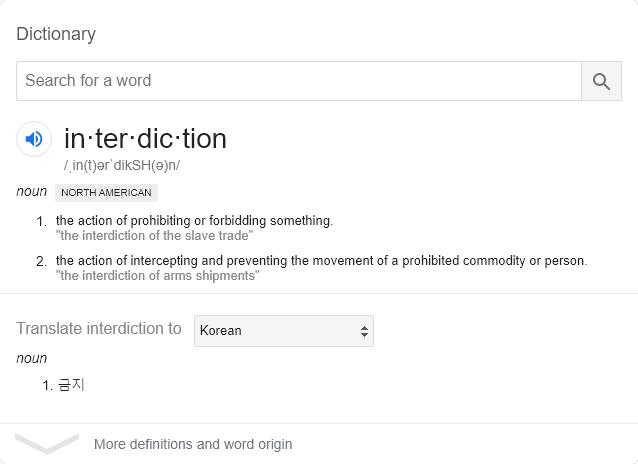 Dictionary
Search for a word
in·ter·dic·tion
/ˌin(t)ərˈdikSH(ə)n/
noun NORTH AMERICAN
1. the action of prohibiting or forbidding something.
"the interdiction of the slave trade"
2. the action of intercepting and preventing the movement of a prohibited commodity or person.
"the interdiction of arms shipments"
Translate interdiction to Korean
noun
1. 금지
More definitions and word origin